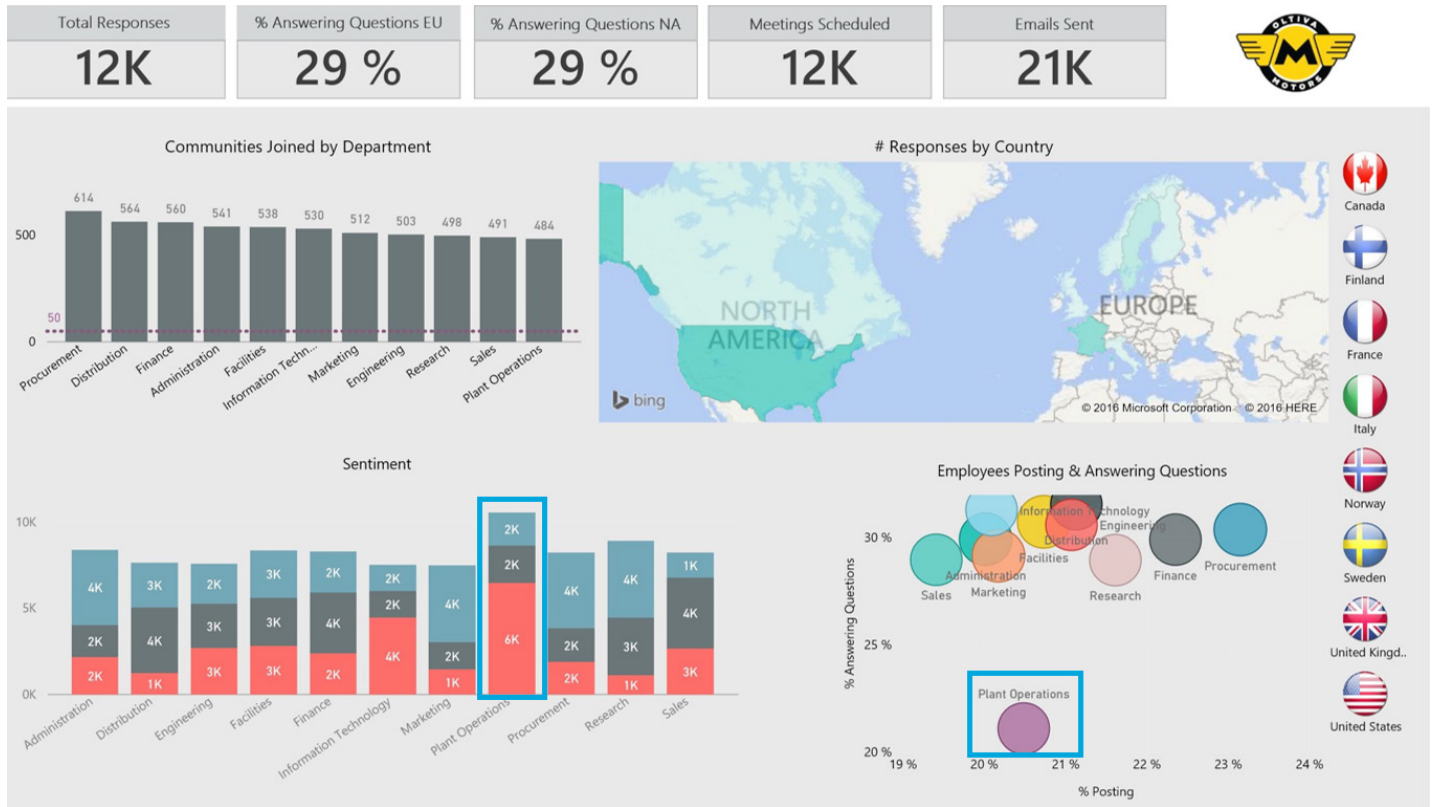 Total Responses
12K
% Answering Questions EU
29 %
% Answering Questions NA
29 %
Meetings Scheduled
12K
Emails Sent
21K
OLTIVA
M
MOTORS
Communities Joined by Department
614
564
560
541
538
530
512
503
498
491
484
500
50
0
Procurement
Distribution
Finance
Administration
Facilities
Information Techn...
Marketing
Engineering
Research
Sales
Plant Operations
# Responses by Country
NORTH
AMERICA
EUROPE
bing
© 2016 Microsoft Corporation © 2016 HERE
Canada
Finland
France
Italy
Norway
Sweden
United Kingd..
United States
Sentiment
10K
5K
0K
4K
2K
2K
3K
4K
1K
2K
3K
3K
3K
3K
3K
2K
4K
2K
2K
2K
4K
4K
2K
1K
2K
2K
6K
4K
2K
2K
4K
3K
1K
1K
4K
3K
Administration
Distribution
Engineering
Facilities
Finance
Information Technology
Marketing
Plant Operations
Procurement
Research
Sales
Employees Posting & Answering Questions
% Answering Questions
30 %
25 %
20 %
Information Technology
Engineering
Distribution
Facilities
Administration
Marketing
Sales
Research
Finance
Procurement
Plant Operations
19 %
20 %
21 %
22 %
23 %
24 %
% Posting